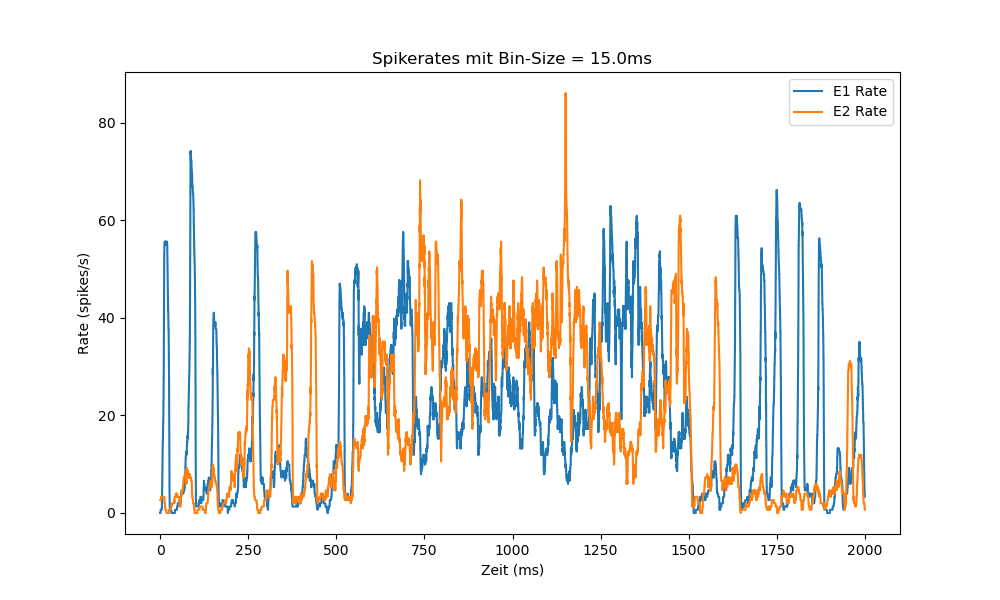 Spikerates mit Bin-Size = 15.0ms
E1 Rate
E2 Rate
80
60
40
20
0
Rate (spikes/s)
0 250 500 750 1000 1250 1500 1750 2000
Zeit (ms)